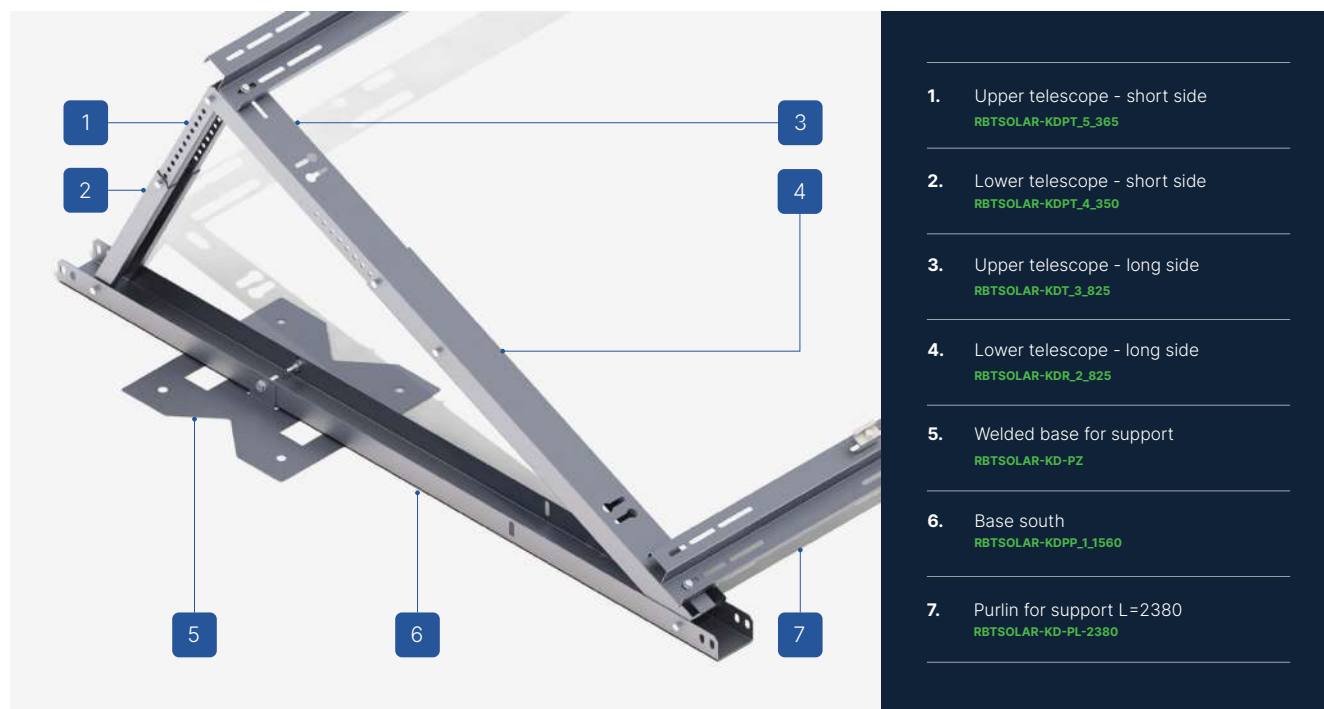 1
2
3
4
5
6
7
1. Upper telescope - short side
RBTSOLAR-KDPT_5_365
2. Lower telescope - short side
RBTSOLAR-KDPT_4_350
3. Upper telescope - long side
RBTSOLAR-KDT_3_825
4. Lower telescope - long side
RBTSOLAR-KDR_2_825
5. Welded base for support
RBTSOLAR-KD-PZ
6. Base south
RBTSOLAR-KDPP_1_1560
7. Purlin for support L=2380
RBTSOLAR-KD-PL-2380